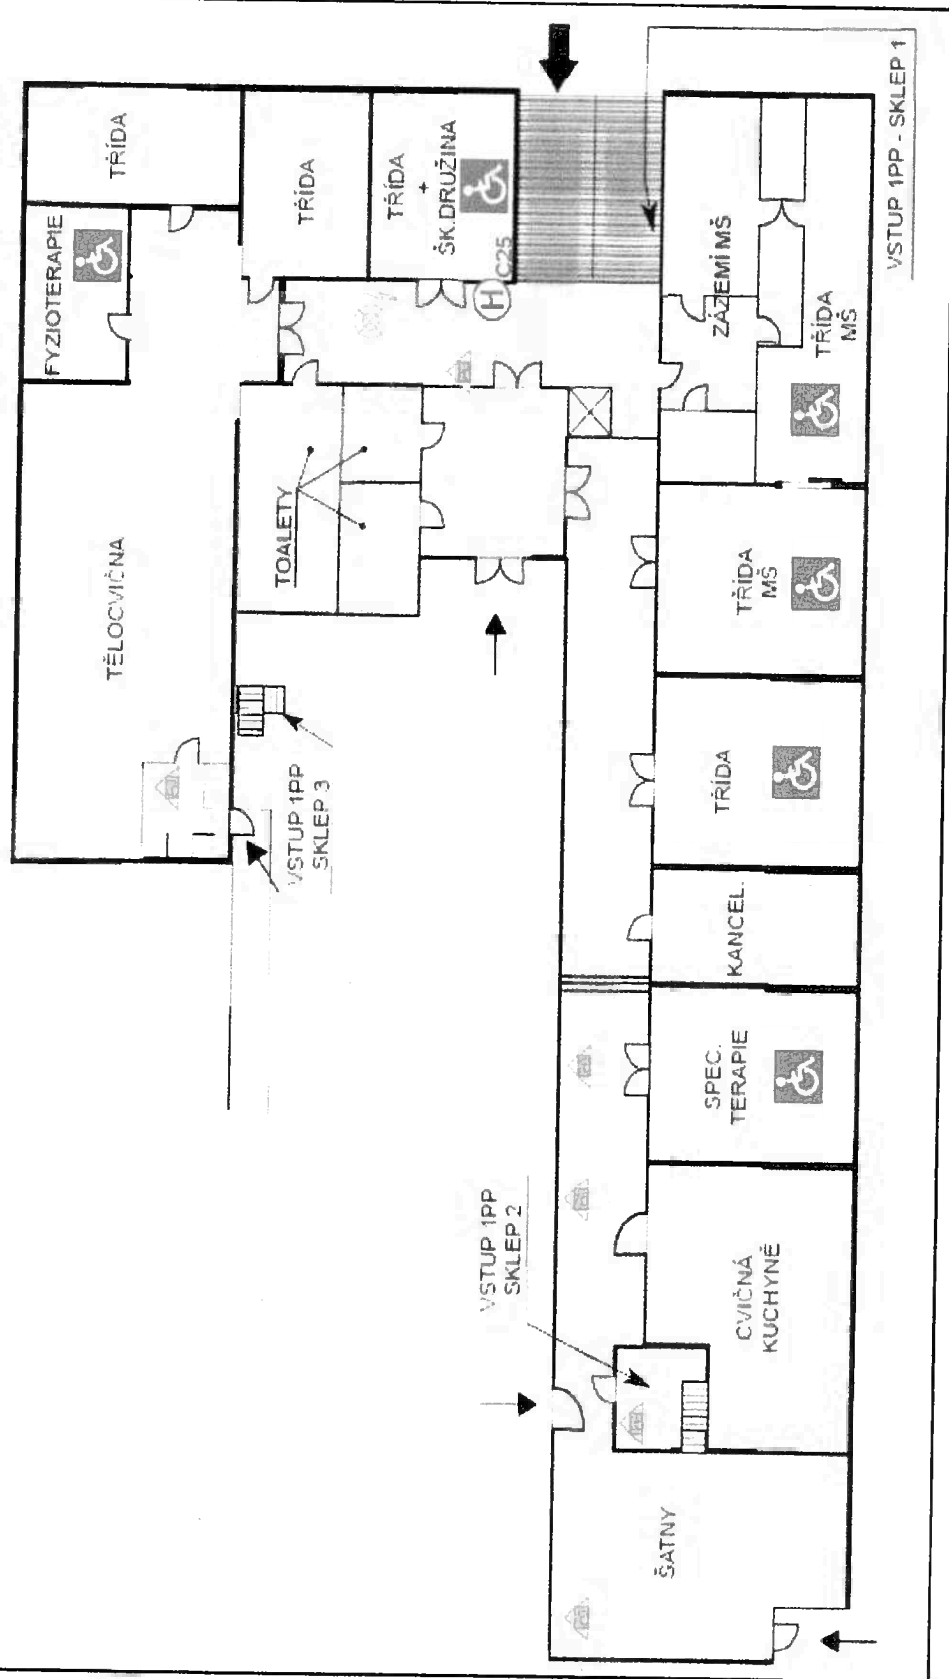 TŘÍDA
FYZIOTERAPIE
TŘÍDA
TŘÍDA
+
ŠK.DRUŽINA
H
C25
VSTUP 1PP - SKLEP 1
ZÁZEMÍ MŠ
TŘÍDA
MŠ
TĚLOCVIČNA
TOALETY
TŘÍDA
MŠ
VSTUP 1PP
SKLEP 3
TŘÍDA
KANCEL.
SPEC.
TERAPIE
VSTUP 1PP
SKLEP 2
CVIČNÁ
KUCHYNĚ
ŠATNY